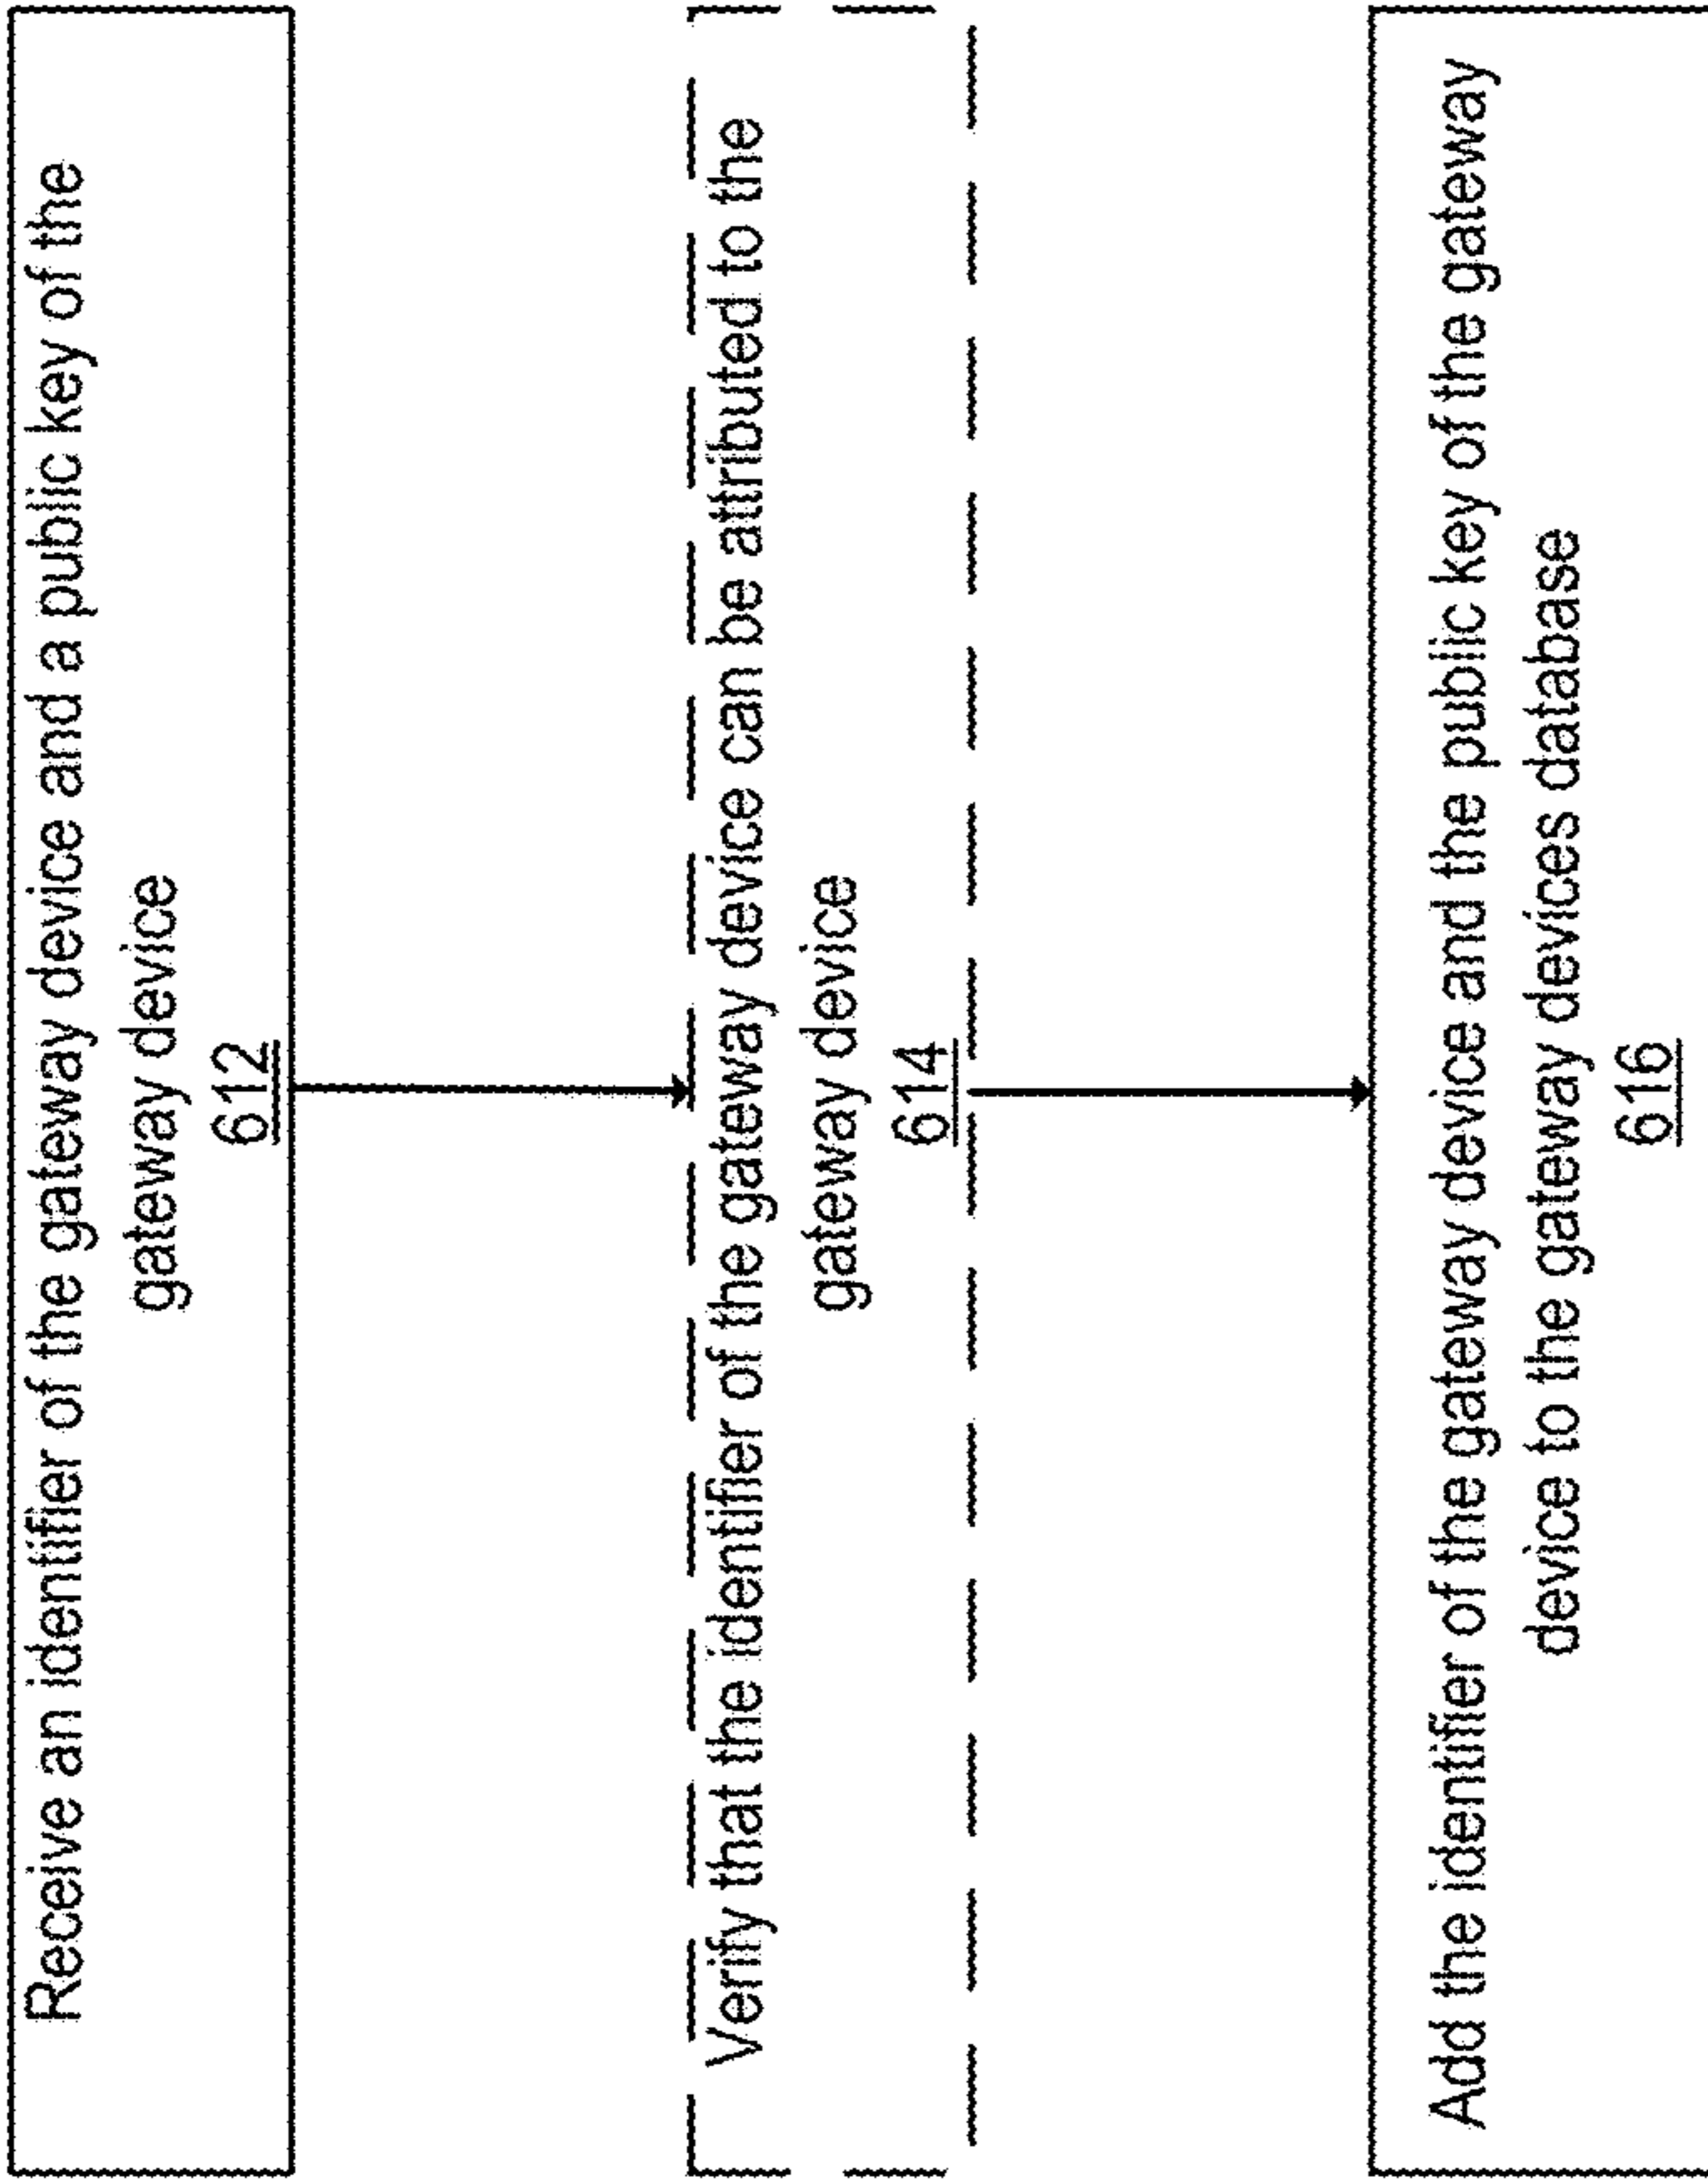 Receive an identifier of the gateway device and a public key of the
gateway device
612
Verify that the identifier of the gateway device can be attributed to the
gateway device
614
Add the identifier of the gateway device and the public key of the gateway
device to the gateway devices database
616